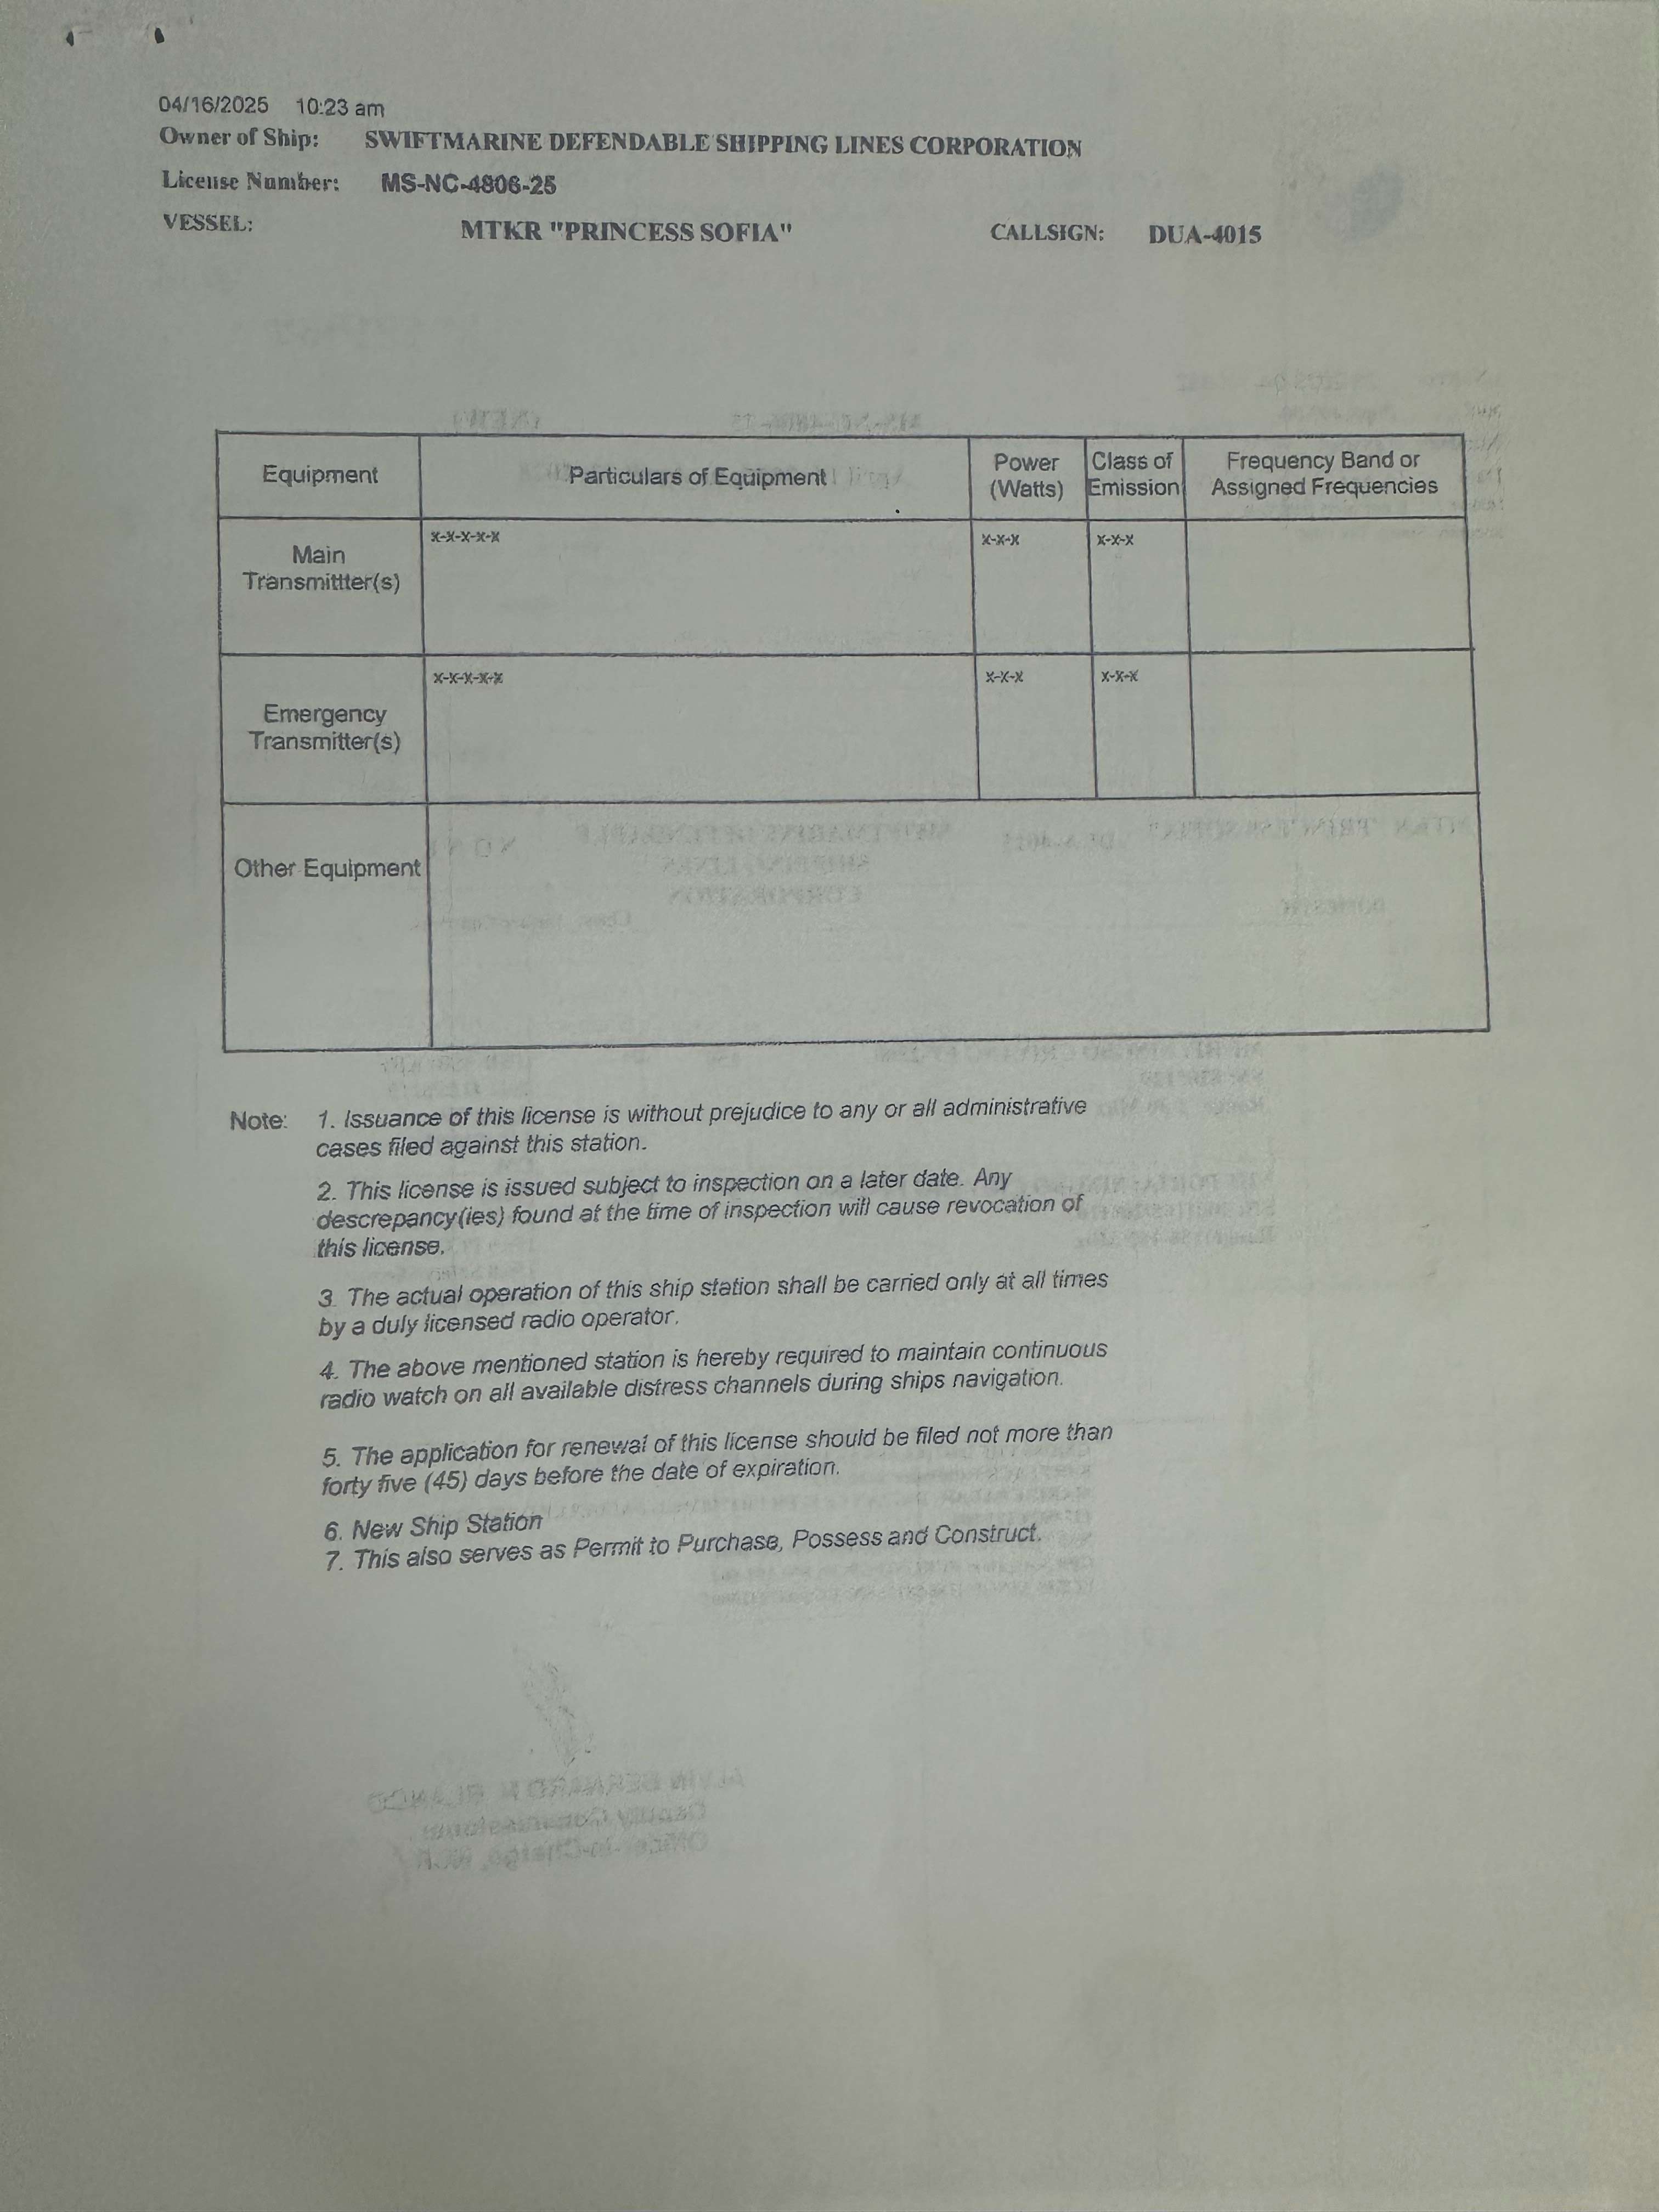 04/16/2025 10:23 am
Owner of Ship: SWIFTMARINE DEFENDABLE SHIPPING LINES CORPORATION
License Number: MS-NC-4806-25
VESSEL: MTKR "PRINCESS SOFIA" CALLSIGN: DUA-4015
Equipment Particulars of Equipment Power (Watts) Class of Emission Frequency Band or Assigned Frequencies
Main
Transmittter(s) x-x-x-x-x x-x-x x-x-x
Emergency
Transmitter(s) x-x-x-x-x x-x-x x-x-x
Other Equipment
Note: 1. Issuance of this license is without prejudice to any or all administrative
cases filed against this station.
2. This license is issued subject to inspection on a later date. Any
descrepancy(ies) found at the time of inspection will cause revocation of
this license.
3. The actual operation of this ship station shall be carried only at all times
by a duly licensed radio operator.
4. The above mentioned station is hereby required to maintain continuous
radio watch on all available distress channels during ships navigation.
5. The application for renewal of this license should be filed not more than
forty five (45) days before the date of expiration.
6. New Ship Station
7. This also serves as Permit to Purchase, Possess and Construct.